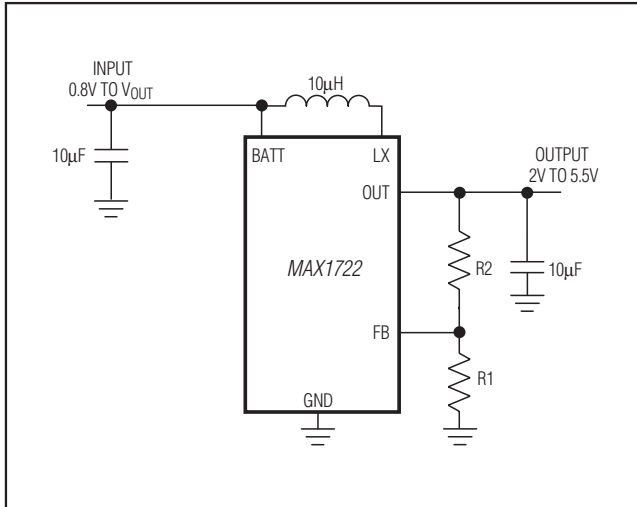 INPUT
0.8V TO VOUT
10μH
10μF
BATT
LX
OUT
OUTPUT
2V TO 5.5V
MAX1722
R2
10μF
FB
R1
GND